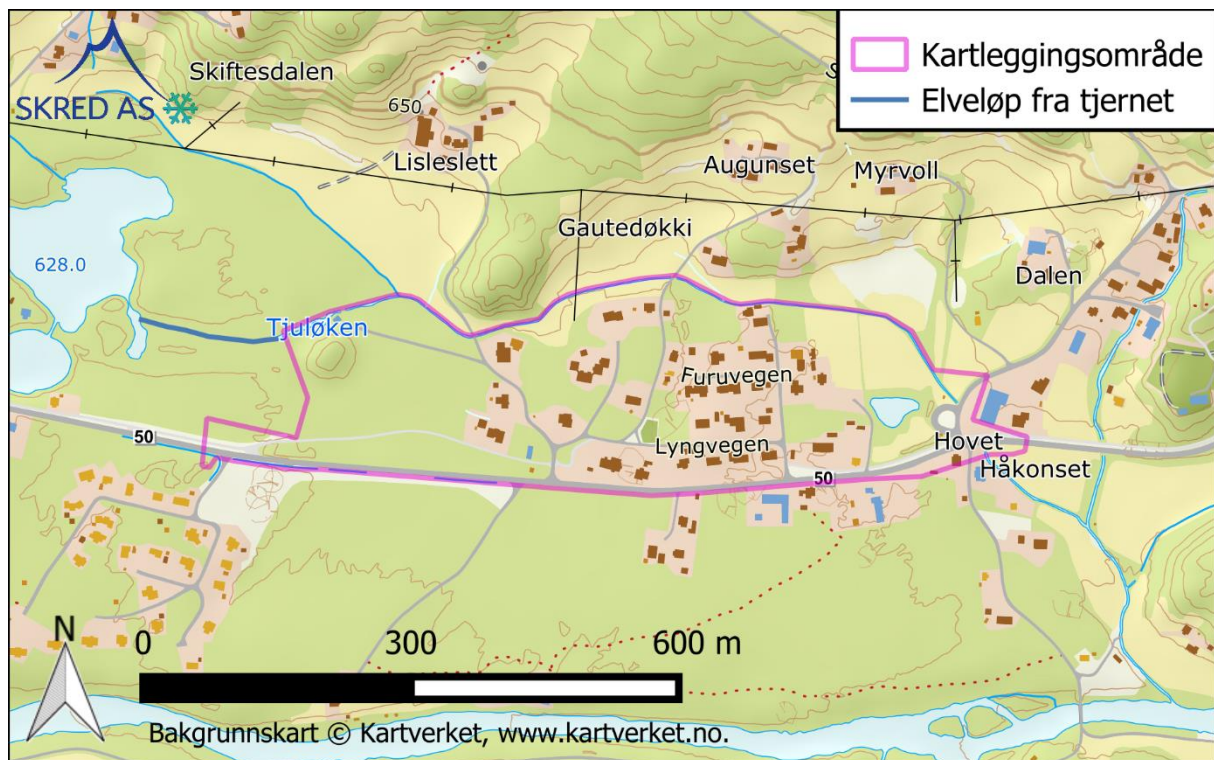 SKRED AS
Skiftesdalen
650
Lisleslett
Augunset
Myrvoll
S
Kartleggingsområde
Elveløp fra tjernet
Gautedøkki
628.0
Dalen
Tjuløken
Furuvegen
50
Lyngvegen
Hovet
Håkonset
50
N
0 300 600 m
Bakgrunnskart © Kartverket, www.kartverket.no.